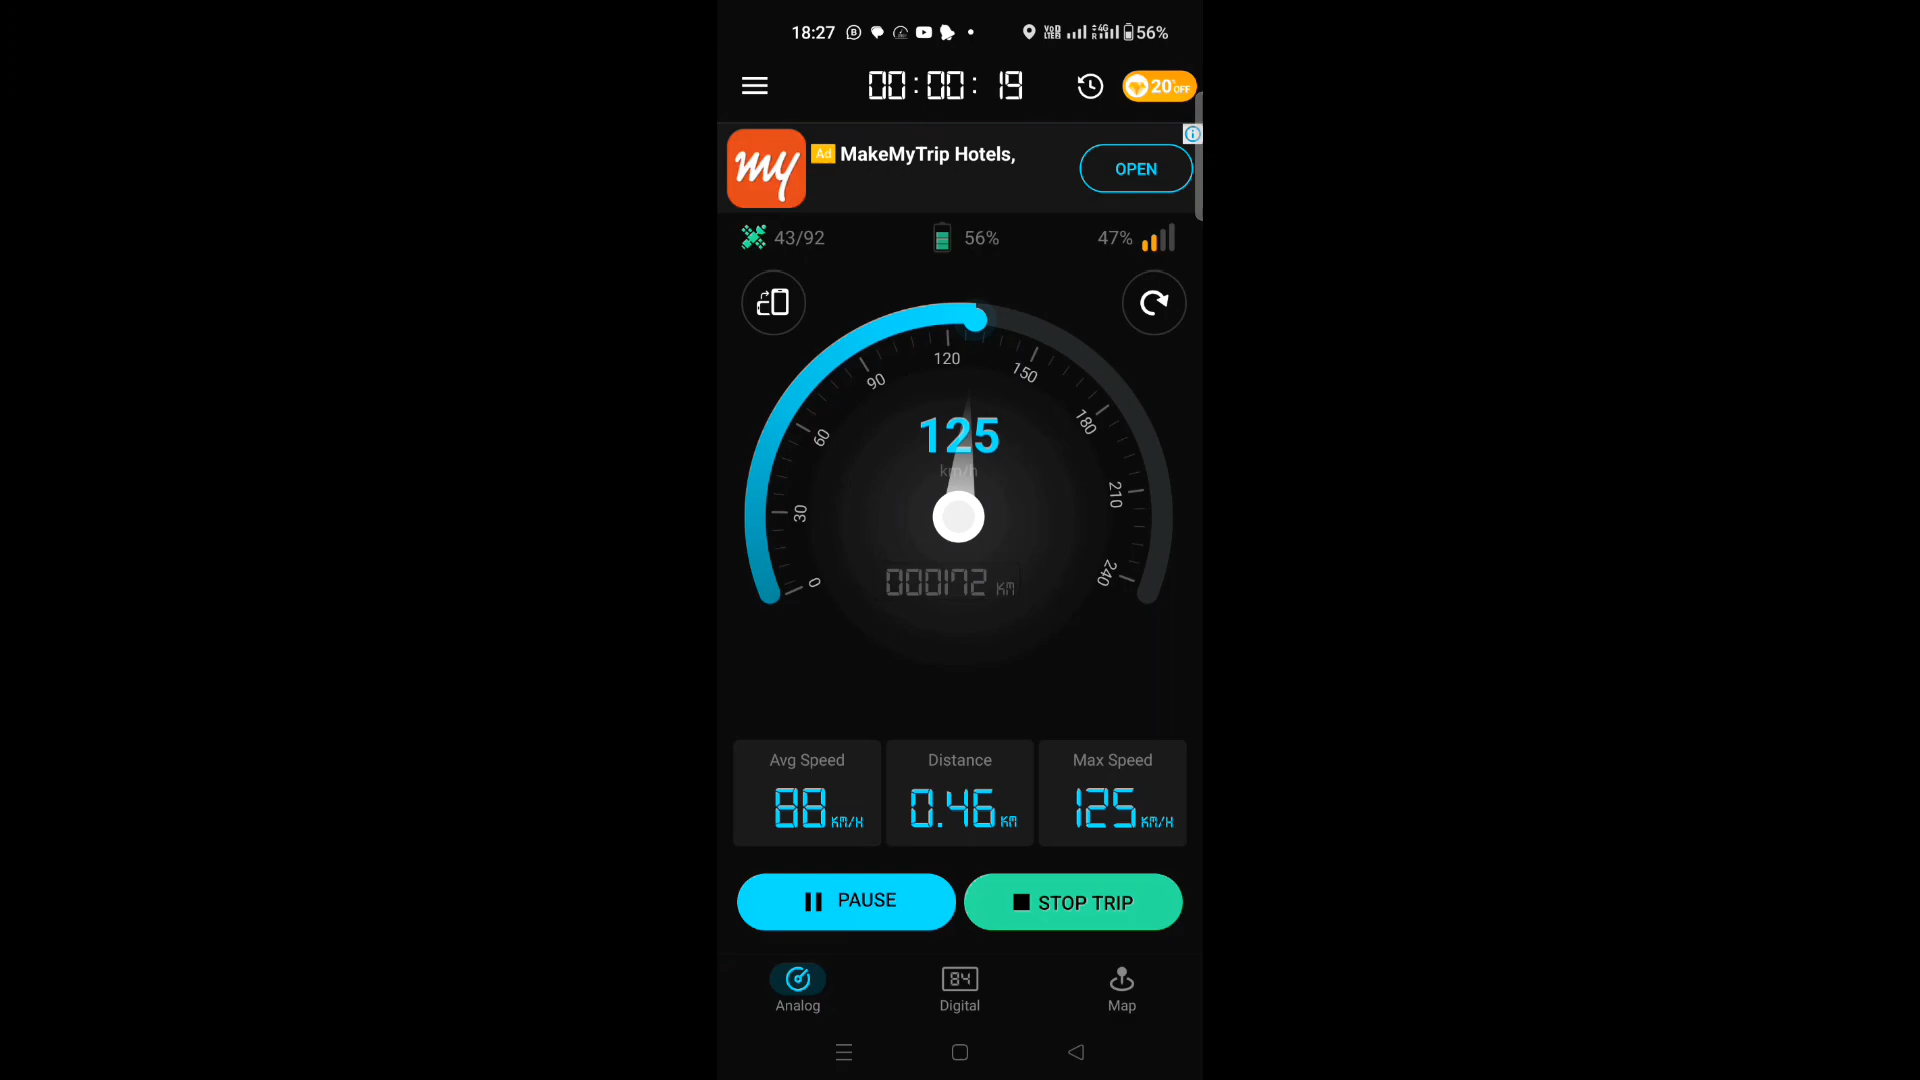 18:27 56%
00:00: 19 20% OFF
my Ad MakeMyTrip Hotels, OPEN
43/92 56% 47%
0 30 60 90 120 150 180 210 240
125
km/h
000172 KM
Avg Speed Distance Max Speed
88 KM/H 0.46 KM 125 KM/H
PAUSE STOP TRIP
84
Analog Digital Map